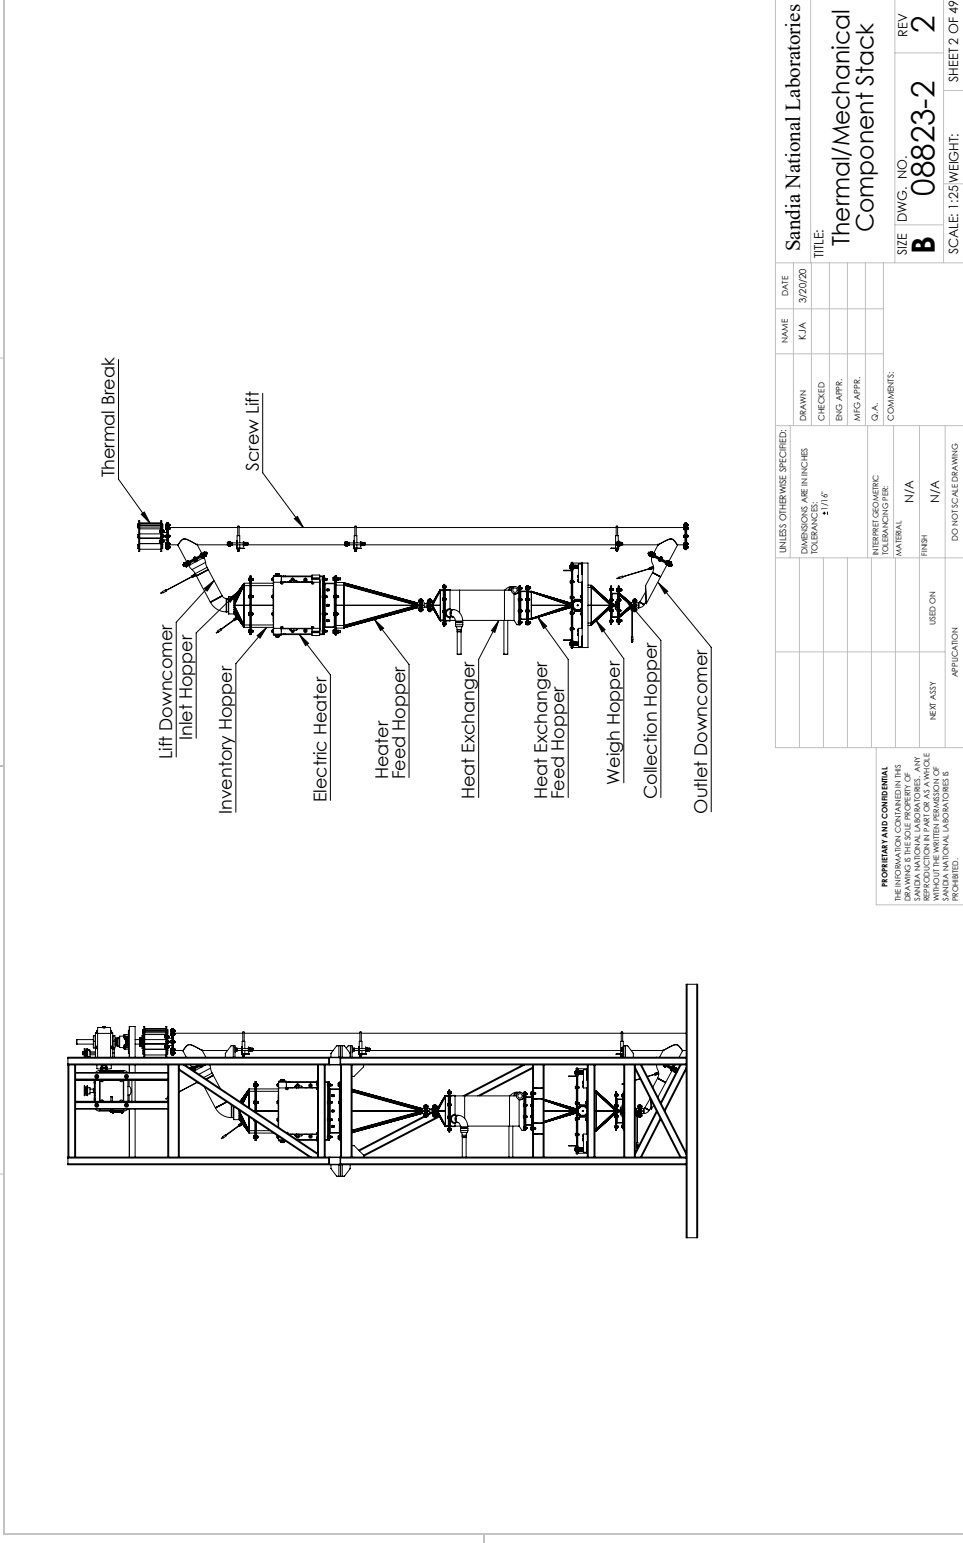 Thermal Break
Screw Lift
Lift Downcomer
Inlet Hopper
Inventory Hopper
Electric Heater
Heater
Feed Hopper
Heat Exchanger
Heat Exchanger
Feed Hopper
Weigh Hopper
Collection Hopper
Outlet Downcomer
PROPRIETARY AND CONFIDENTIAL
THE INFORMATION CONTAINED IN THIS
DRAWING IS THE SOLE PROPERTY OF
SANDIA NATIONAL LABORATORIES. ANY
REPRODUCTION IN PART OR AS A WHOLE
WITHOUT THE WRITTEN PERMISSION OF
SANDIA NATIONAL LABORATORIES IS
PROHIBITED.
NEXT ASSY
USED ON
APPLICATION
UNLESS OTHERWISE SPECIFIED:
DIMENSIONS ARE IN INCHES
TOLERANCES:
±1/16"
INTERPRET GEOMETRIC
TOLERANCING PER:
MATERIAL
N/A
FINISH
N/A
DO NOT SCALE DRAWING
NAME DATE
DRAWN KJA 3/20/20
CHECKED
ENG APPR.
MFG APPR.
Q.A.
COMMENTS:
Sandia National Laboratories
TITLE:
Thermal/Mechanical
Component Stack
SIZE DWG. NO. REV
B 08823-2 2
SCALE: 1:25 WEIGHT: SHEET 2 OF 49